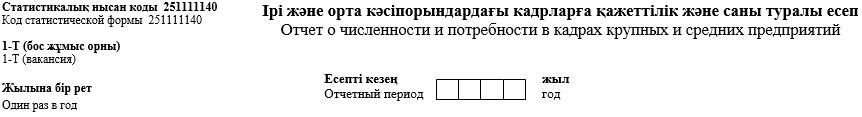 Статистикалық нысан коды 251111140
Код статистической формы 251111140
1-Т (бос жұмыс орны)
1-Т (вакансия)
Жылына бір рет
Один раз в год
Ірі және орта кәсіпорындардағы кадрларға қажеттілік және саны туралы есеп
Отчет о численности и потребности в кадрах крупных и средних предприятий
Есепті кезең жыл
Отчетный период год